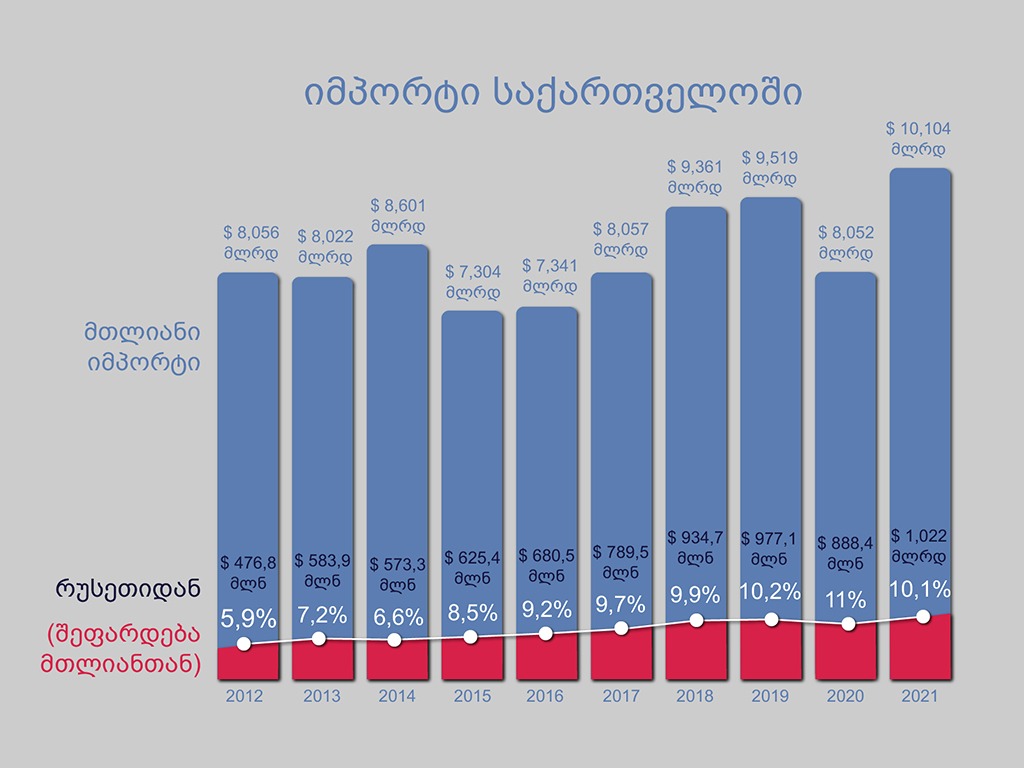 იმპორტი საქართველოში
$ 8,056
მლრდ
$ 8,022
მლრდ
$ 8,601
მლრდ
$ 7,304
მლრდ
$ 7,341
მლრდ
$ 8,057
მლრდ
$ 9,361
მლრდ
$ 9,519
მლრდ
$ 8,052
მლრდ
$ 10,104
მლრდ
მთლიანი
იმპორტი
რუსეთიდან
$ 476,8
მლნ
$ 583,9
მლნ
$ 573,3
მლნ
$ 625,4
მლნ
$ 680,5
მლნ
$ 789,5
მლნ
$ 934,7
მლნ
$ 977,1
მლნ
$ 888,4
მლნ
$ 1,022
მლრდ
(შეფარდება
მთლიანთან)
5,9%
7,2%
6,6%
8,5%
9,2%
9,7%
9,9%
10,2%
11%
10,1%
2012
2013
2014
2015
2016
2017
2018
2019
2020
2021